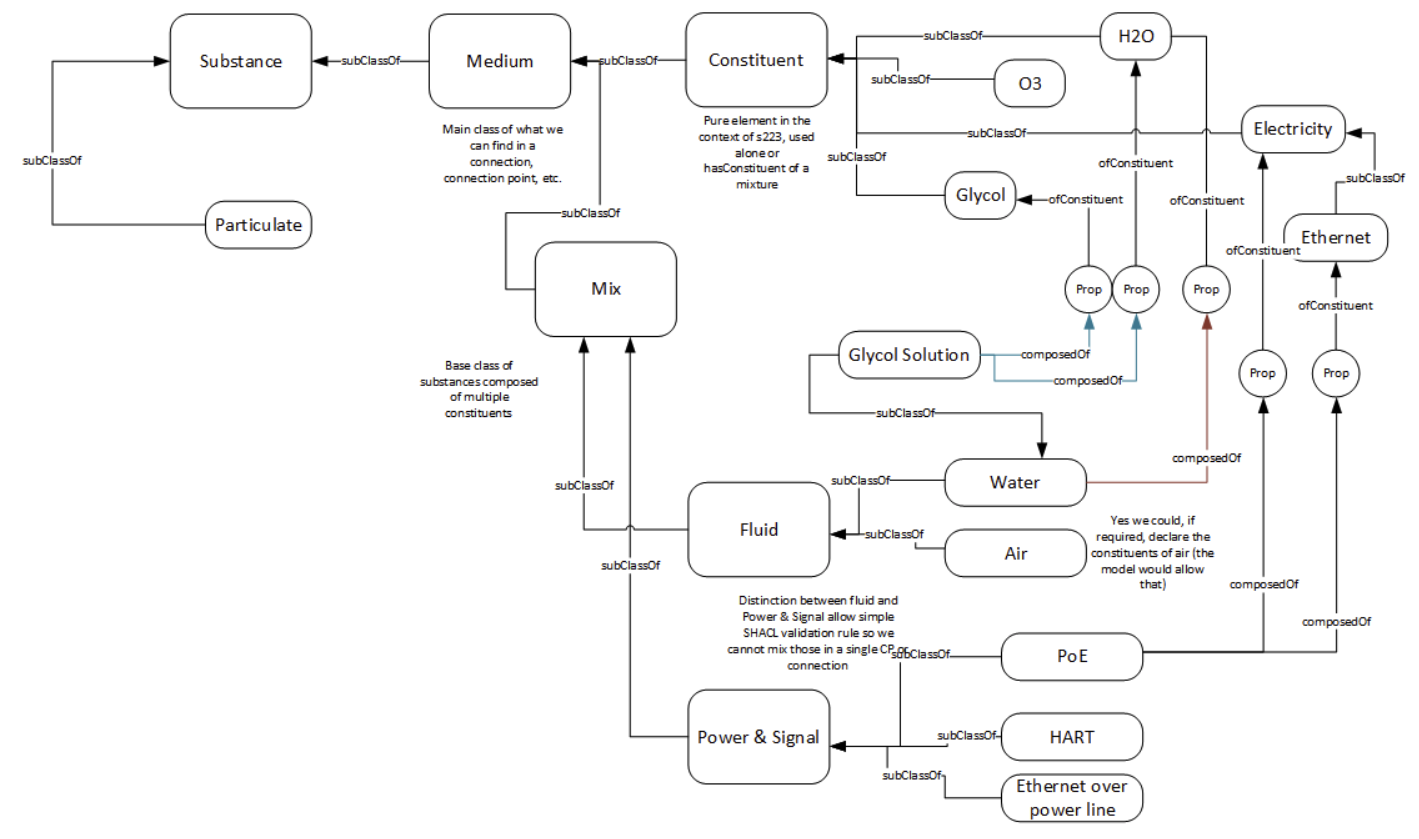 Substance
subClassOf
Medium
subClassOf
Constituent
subClassOf
H2O
subClassOf
O3
Main class of what we
can find in a
connection,
connection point, etc.
Pure element in the
context of s223, used
alone or
hasConstituent of a
mixture
subClassOf
Electricity
subClassOf
subClassOf
ofConstituent
subClassOf
Glycol
ofConstituent
ofConstituent
Particulate
subClassOf
Ethernet
ofConstituent
Mix
Prop
Prop
Prop
ofConstituent
Glycol Solution
composedOf
composedOf
Prop
Prop
Base class of
substances composed
of multiple
constituents
subClassOf
composedOf
subClassOf
subClassOf
Water
Fluid
subClassOf
Air
Yes we could, if
required, declare the
constituents of air (the
model would allow
that)
subClassOf
composedOf
Distinction between fluid and
Power & Signal allow simple
SHACL validation rule so we
cannot mix those in a single CP or
connection
composedOf
subClassOf
PoE
Power & Signal
subClassOf
HART
subClassOf
Ethernet over
power line